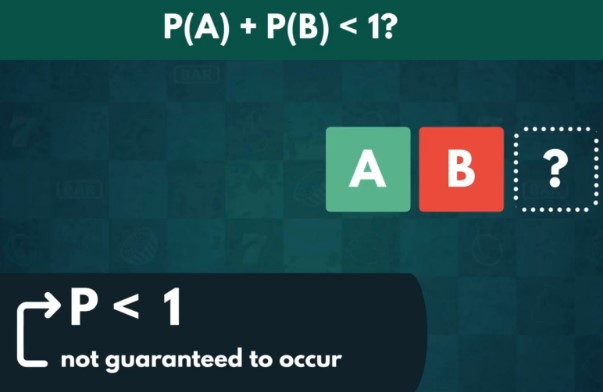 P(A) + P(B) < 1?
A B ?
P < 1
not guaranteed to occur